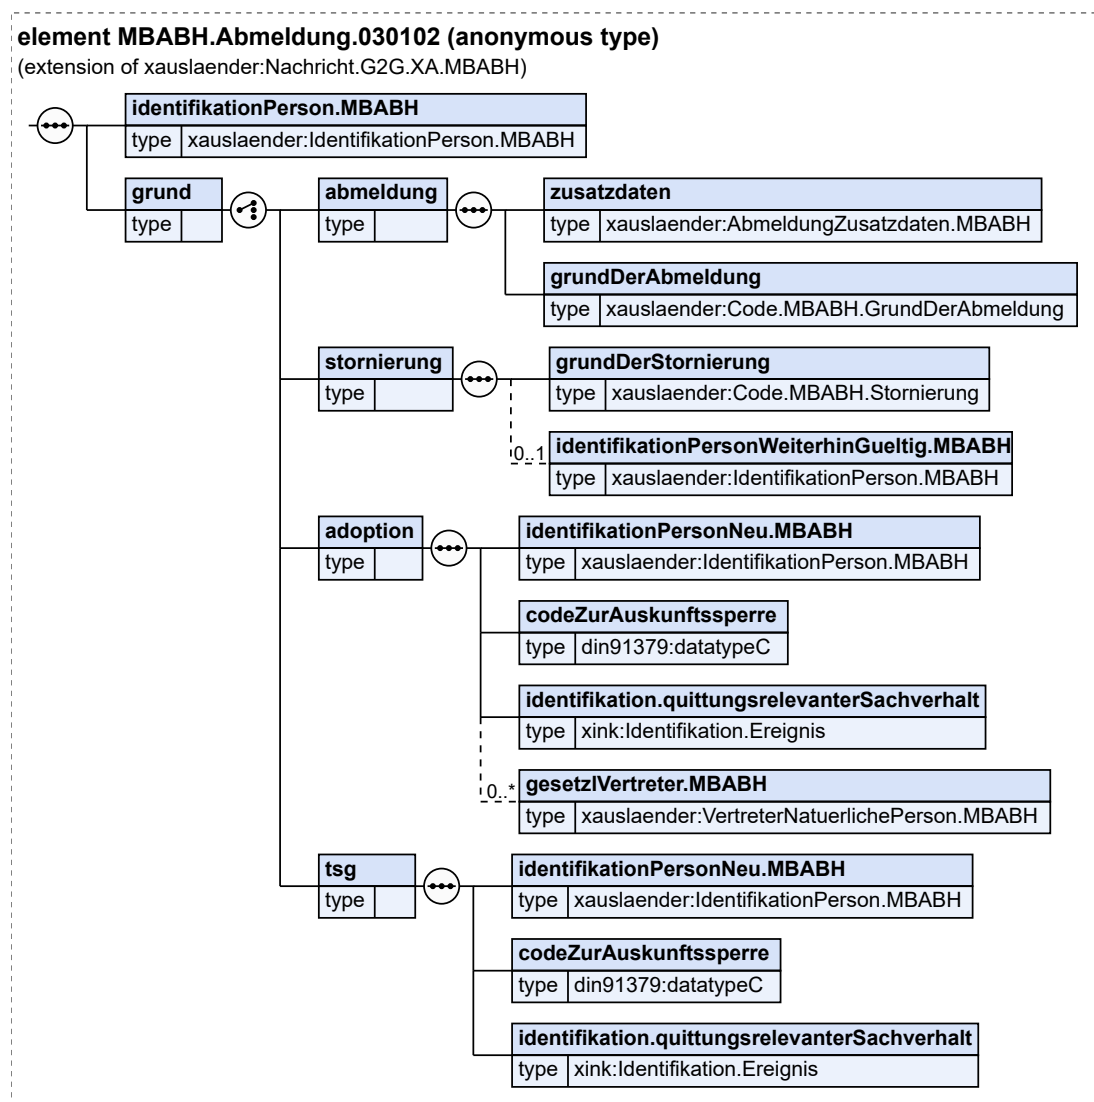 element MBABH.Abmeldung.030102 (anonymous type)
(extension of xauslaender:Nachricht.G2G.XA.MBABH)
identifikationPerson.MBABH
type xauslaender:IdentifikationPerson.MBABH
grund
type
abmeldung
type
zusatzdaten
type xauslaender:AbmeldungZusatzdaten.MBABH
grundDerAbmeldung
type xauslaender:Code.MBABH.GrundDerAbmeldung
stornierung
type
grundDerStornierung
type xauslaender:Code.MBABH.Stornierung
0..1
identifikationPersonWeiterhinGueltig.MBABH
type xauslaender:IdentifikationPerson.MBABH
adoption
type
identifikationPersonNeu.MBABH
type xauslaender:IdentifikationPerson.MBABH
codeZurAuskunftssperre
type din91379:datatypeC
identifikation.quittungsrelevanterSachverhalt
type xink:Identifikation.Ereignis
0..*
gesetzlVertreter.MBABH
type xauslaender:VertreterNatuerlichePerson.MBABH
tsg
type
identifikationPersonNeu.MBABH
type xauslaender:IdentifikationPerson.MBABH
codeZurAuskunftssperre
type din91379:datatypeC
identifikation.quittungsrelevanterSachverhalt
type xink:Identifikation.Ereignis